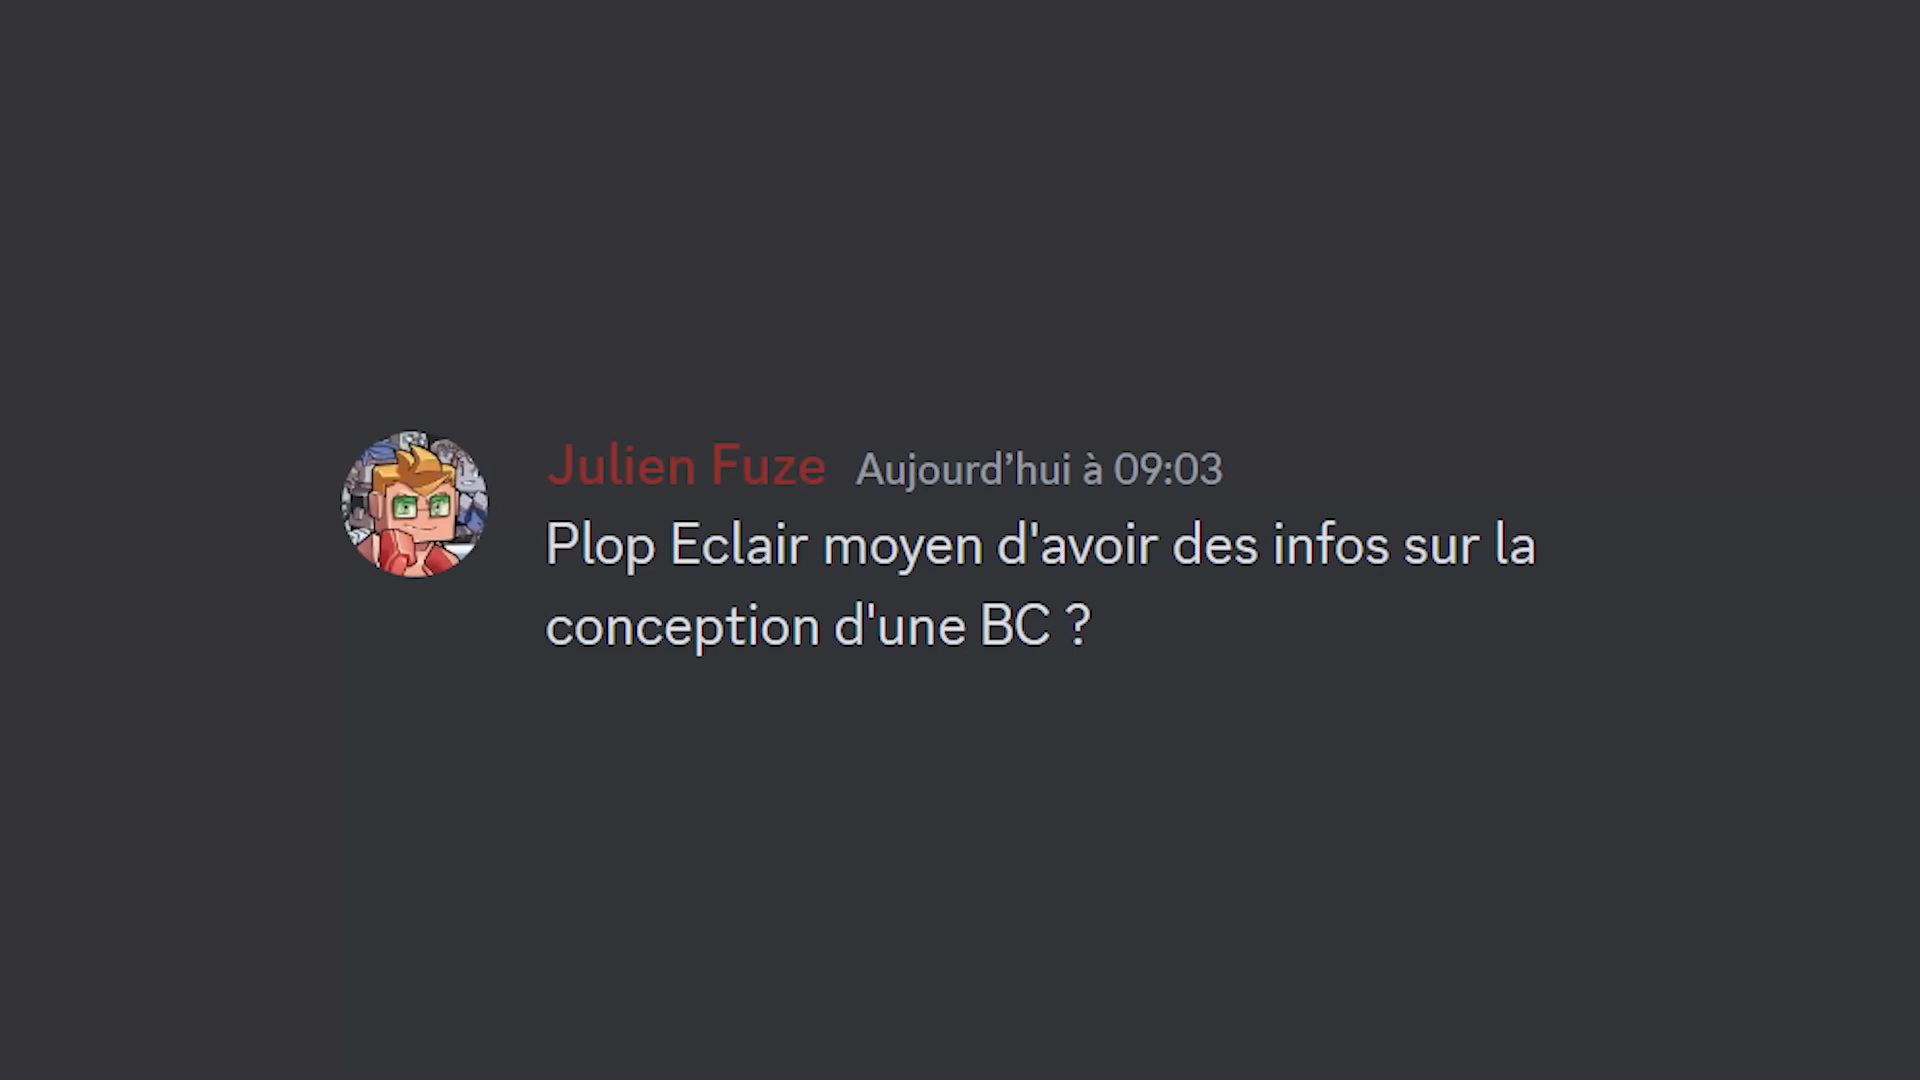 Julien Fuze Aujourd’hui à 09:03
Plop Eclair moyen d'avoir des infos sur la
conception d'une BC ?